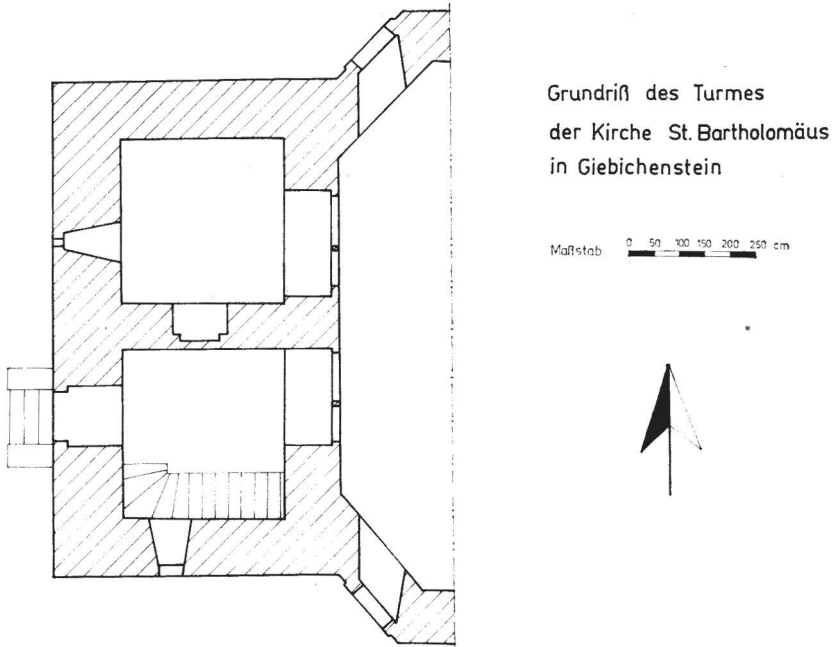 Grundriß des Turmes
der Kirche St. Bartholomäus
in Giebichenstein
Maßstab 0 50 100 150 200 250 cm